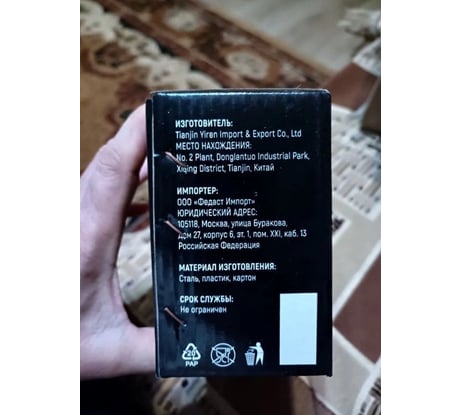 ИЗГОТОВИТЕЛЬ:
Tianjin Yiren Import & Export Co., Ltd
МЕСТО НАХОЖДЕНИЯ:
No. 2 Plant, Donglantuo Industrial Park,
Xiqing District, Tianjin, Китай
ИМПОРТЕР:
ООО «Федаст Импорт»
ЮРИДИЧЕСКИЙ АДРЕС:
105118, Москва, улица Буракова,
дом 27, корпус 6, эт. 1, пом. XXI, каб. 13
Российская Федерация
МАТЕРИАЛ ИЗГОТОВЛЕНИЯ:
Сталь, пластик, картон
СРОК СЛУЖБЫ:
Не ограничен
20
PAP